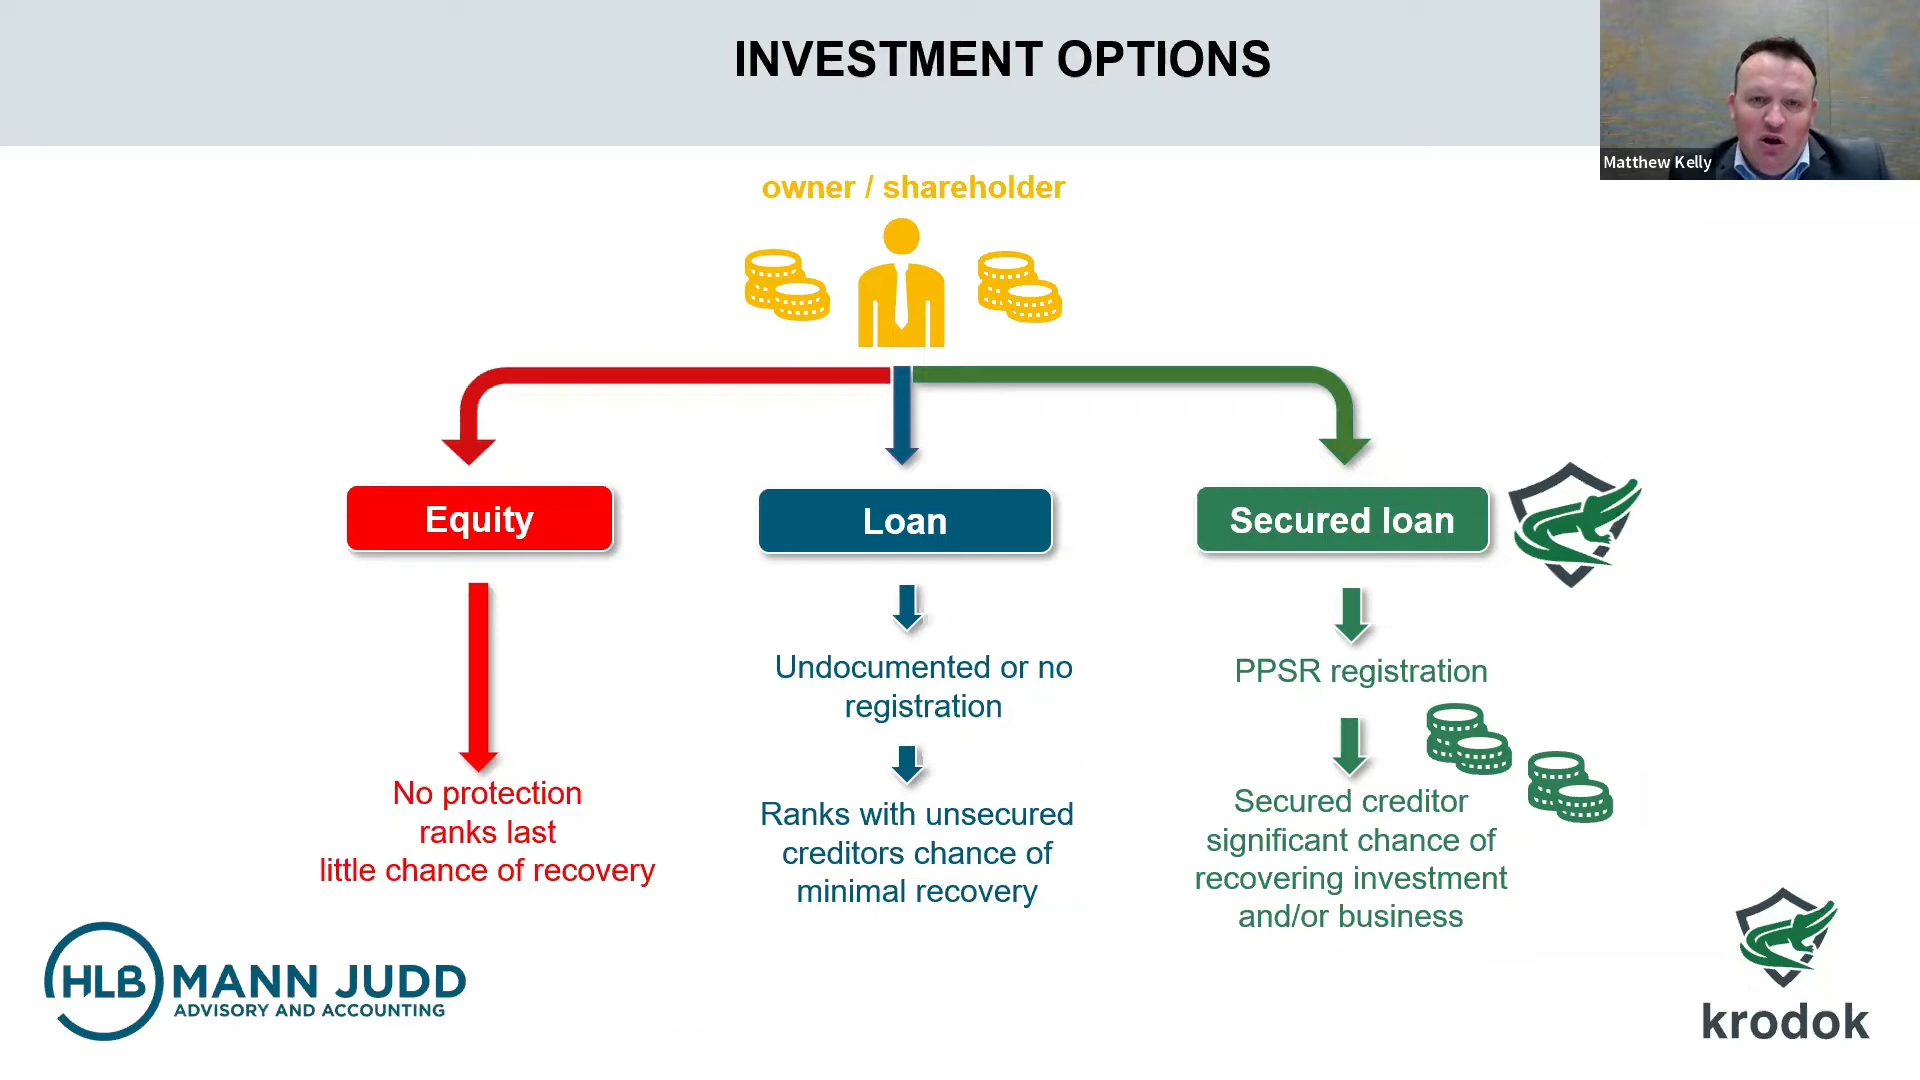 INVESTMENT OPTIONS
Matthew Kelly
owner / shareholder
Equity
Loan
Secured loan
Undocumented or no
registration
PPSR registration
No protection
ranks last
little chance of recovery
Ranks with unsecured
creditors chance of
minimal recovery
Secured creditor
significant chance of
recovering investment
and/or business
HLB MANN JUDD
ADVISORY AND ACCOUNTING
krodok